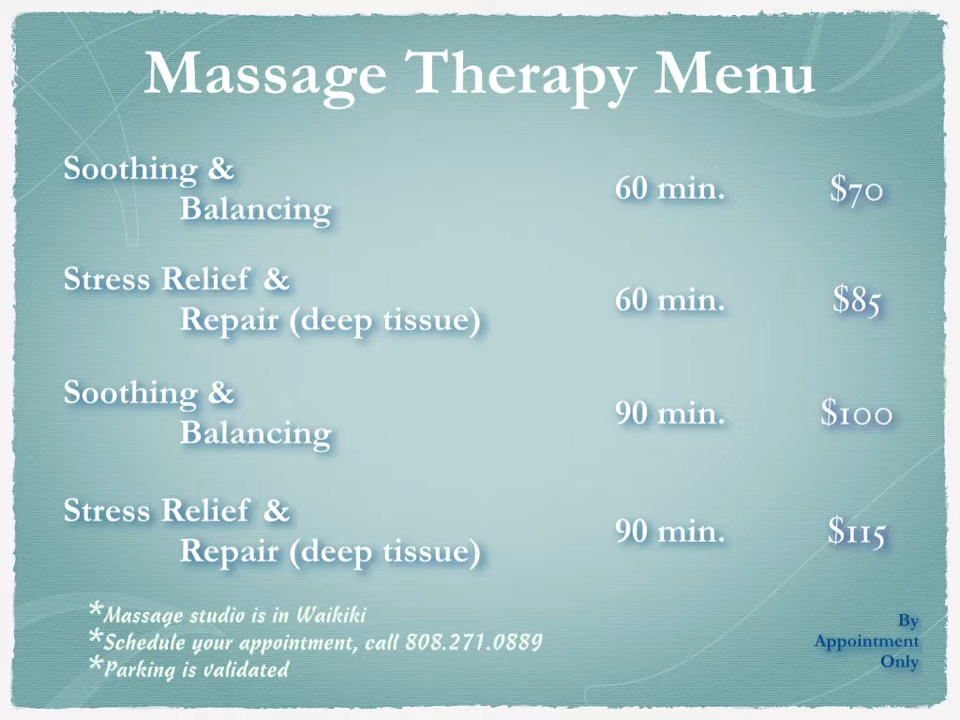 Massage Therapy Menu
Soothing &
Balancing
60 min.
$70
Stress Relief &
Repair (deep tissue)
60 min.
$85
Soothing &
Balancing
90 min.
$100
Stress Relief &
Repair (deep tissue)
90 min.
$115
*Massage studio is in Waikiki
*Schedule your appointment, call 808.271.0889
*Parking is validated
By
Appointment
Only